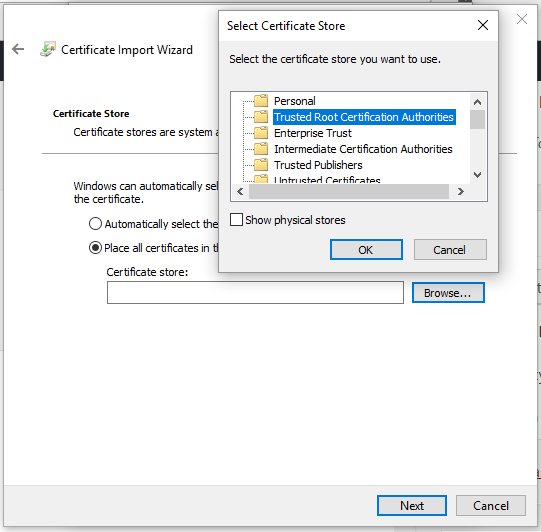 Select Certificate Store
Select the certificate store you want to use.
Personal
Trusted Root Certification Authorities
Enterprise Trust
Intermediate Certification Authorities
Trusted Publishers
Untrusted Certificates
Show physical stores
OK
Cancel
Certificate Import Wizard
Certificate Store
Certificate stores are system a
Windows can automatically sel
the certificate.
Automatically select the
Place all certificates in th
Certificate store:
Browse...
Next
Cancel